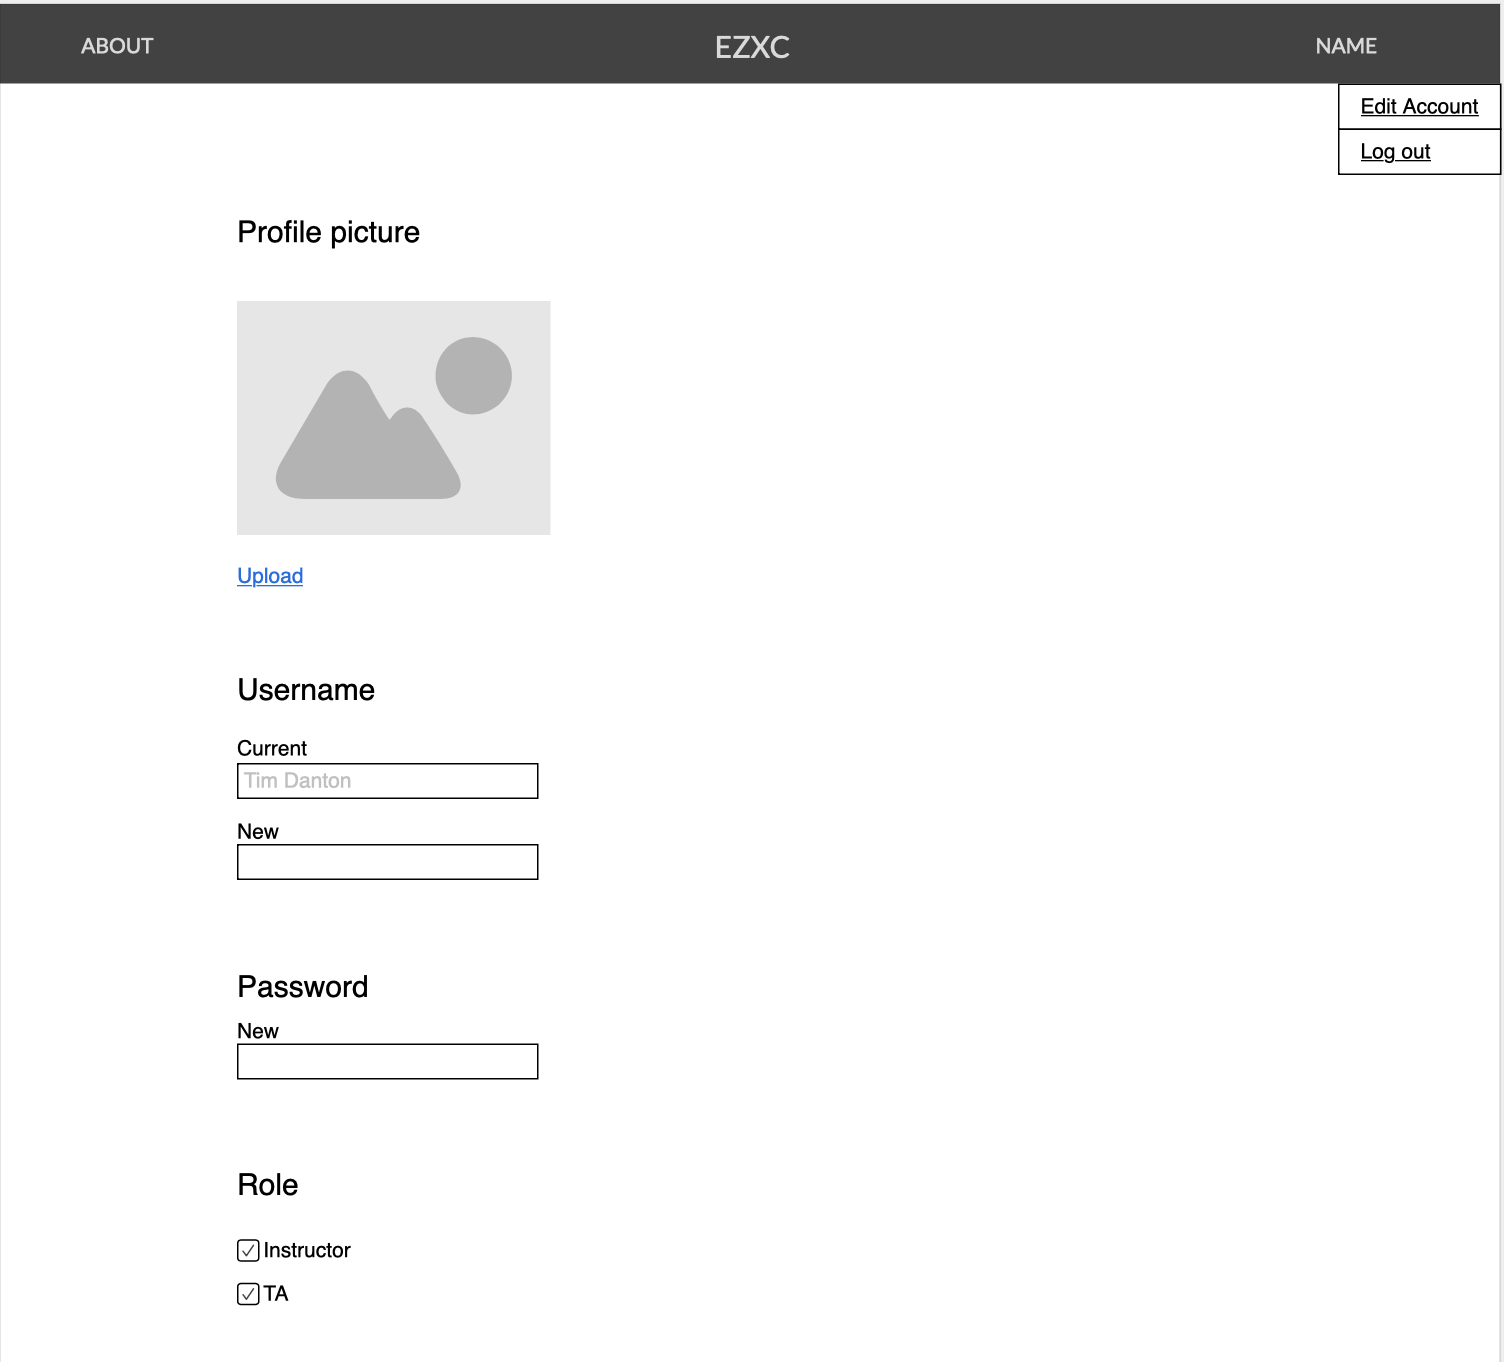 ABOUT
EZXC
NAME
Edit Account
Log out
Profile picture
Upload
Username
Current
Tim Danton
New
Password
New
Role
Instructor
TA